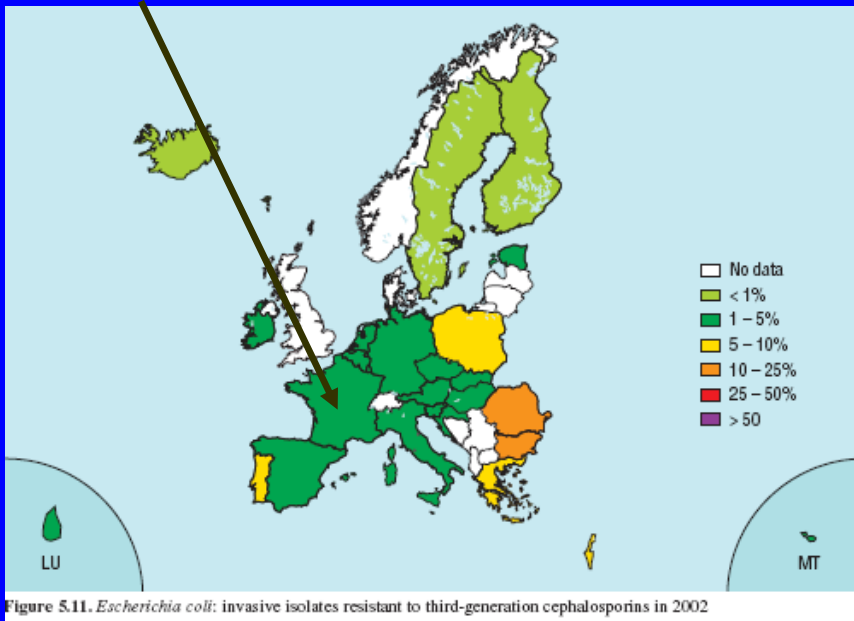 No data
< 1%
1 – 5%
5 – 10%
10 – 25%
25 – 50%
> 50
LU
MT
Figure 5.11. Escherichia coli: invasive isolates resistant to third-generation cephalosporins in 2002